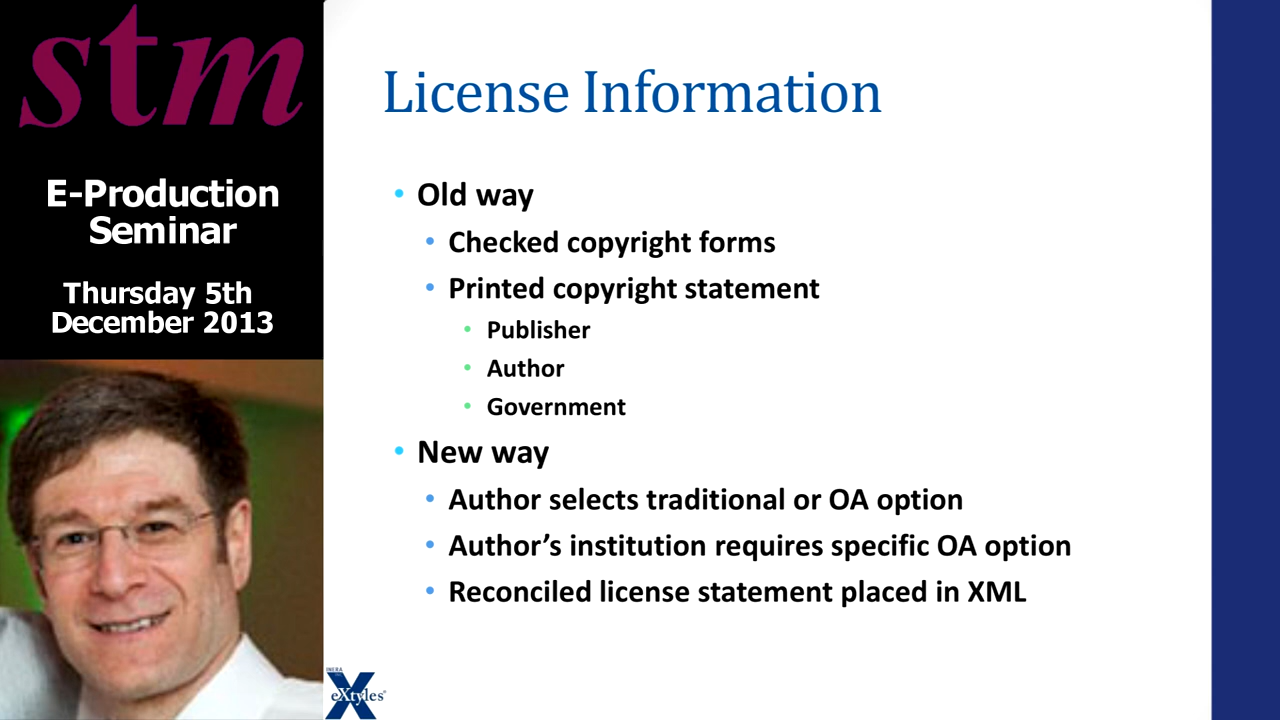 stm
E-Production
Seminar
Thursday 5th
December 2013
License Information
• Old way
• Checked copyright forms
• Printed copyright statement
• Publisher
• Author
• Government
• New way
• Author selects traditional or OA option
• Author’s institution requires specific OA option
• Reconciled license statement placed in XML
INERA
eXtyles®